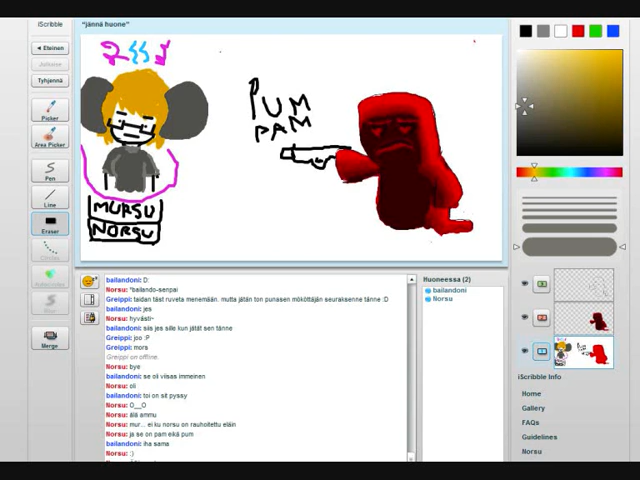 iScribble
"jännä huone"
Eteinen
Tyhjennä
Picker
Area Picker
Pen
Line
Eraser
Merge
PUM
PAM
MURSU
NORSU
bailandoni: D:
Norsu: "bailando-senpai
Greippi: taidan täst ruveta menemään. mutta jätän ton punasen mököttäjän seuraksenne tänne :D
bailandoni: jes
Norsu: hyvästi~
bailandoni: siis jes sille kun jätät sen tänne
Greippi: joo :P
Greippi: mors
Greippi on offline.
Norsu: bye
bailandoni: se oli viisas immeinen
Norsu: oli
bailandoni: toi on sit pyssy
Norsu: O__O
Norsu: älä ammu
Norsu: mur... ei ku norsu on rauhoitettu eläin
Norsu: ja se on pam eikä pum
bailandoni: iha sama
Norsu: :)
Huoneessa (2)
bailandoni
Norsu
iScribble Info
Home
Gallery
FAQs
Guidelines
Norsu